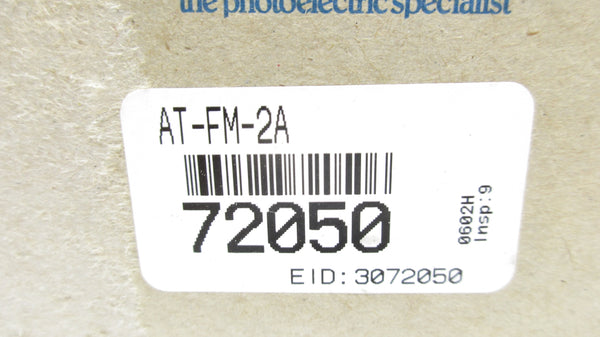 the photoelectric specialist
AT-FM-2A
72050
EID: 3072050
0602H
Insp:9